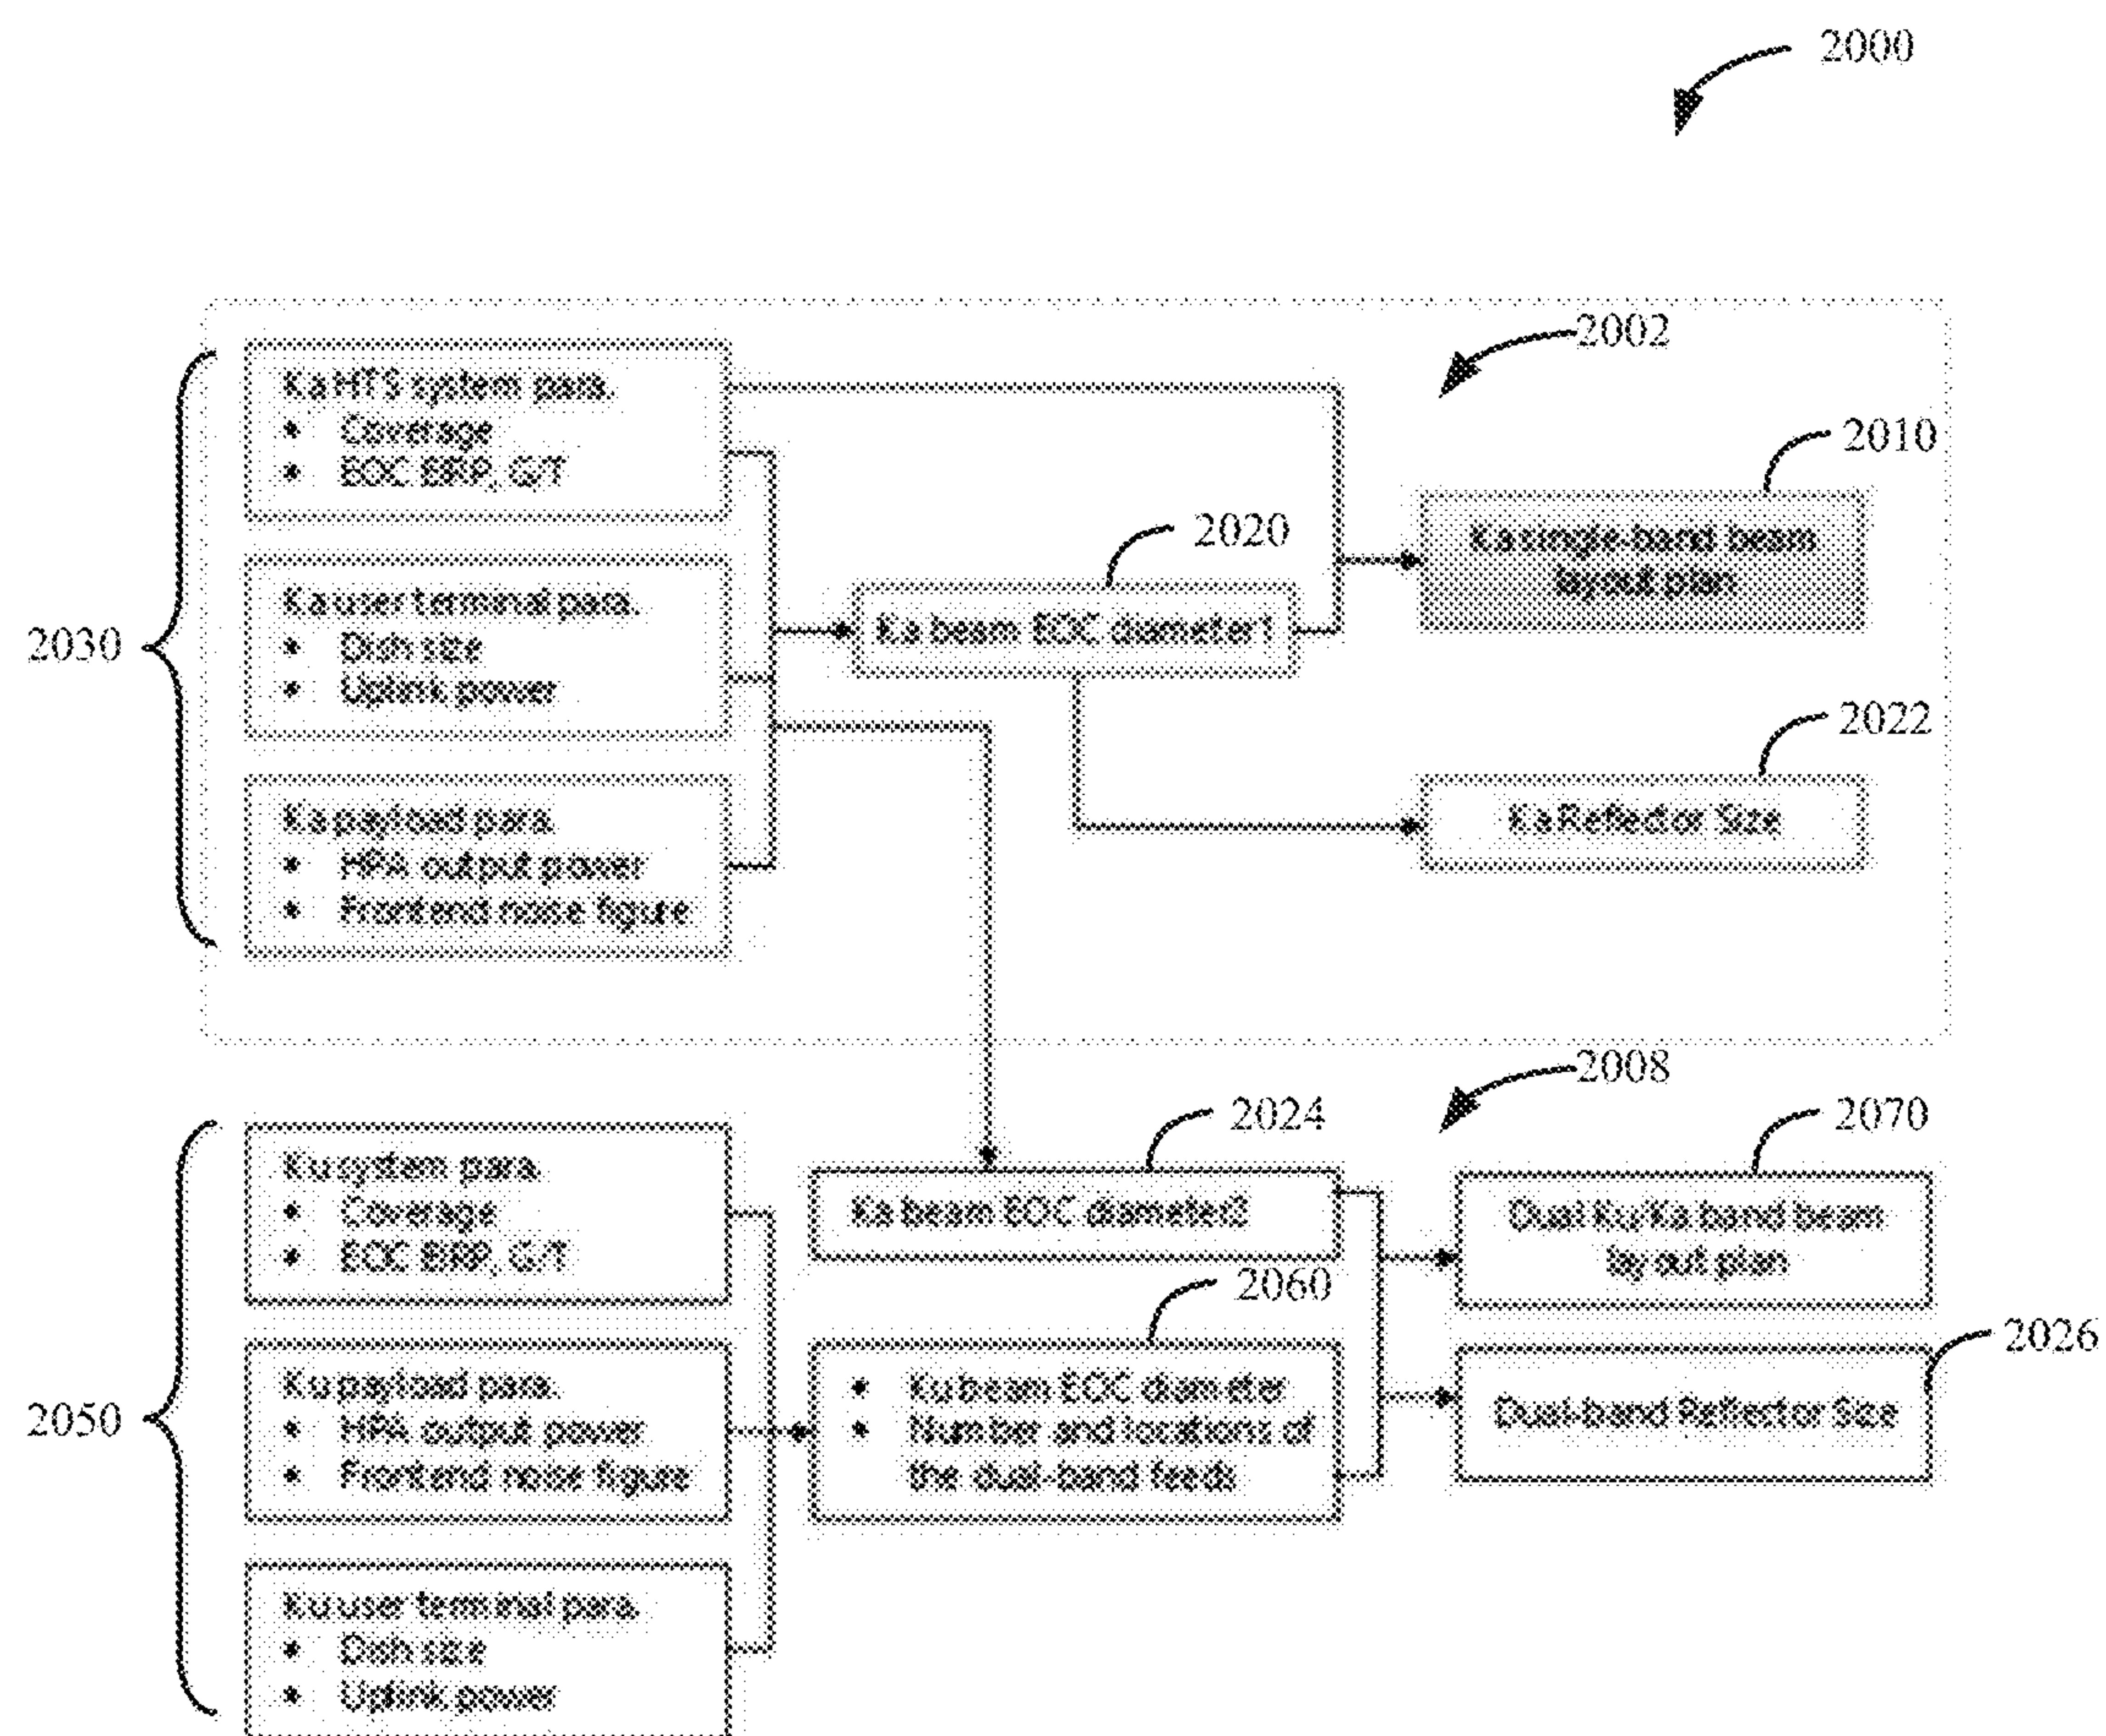 2000
2002
Ka HTS system para.
• Coverage
• EOC EIRP, G/T
2010
Ka single-band beam
layout plan
2020
Ka user terminal para.
• Dish size
• Uplink power
2030
Ka beam EOC diameter1
2022
Ka payload para.
• HPA output power
• Frontend noise figure
Ka Reflector Size
2008
2024
2070
Ku system para.
• Coverage
• EOC EIRP, G/T
Ka beam EOC diameter2
Dual Ku/Ka band beam
layout plan
2060
2026
2050
Ku payload para.
• HPA output power
• Frontend noise figure
• Ku beam EOC diameter
• Number and locations of
the dual-band feeds
Dual-band Reflector Size
Ku user terminal para.
• Dish size
• Uplink power